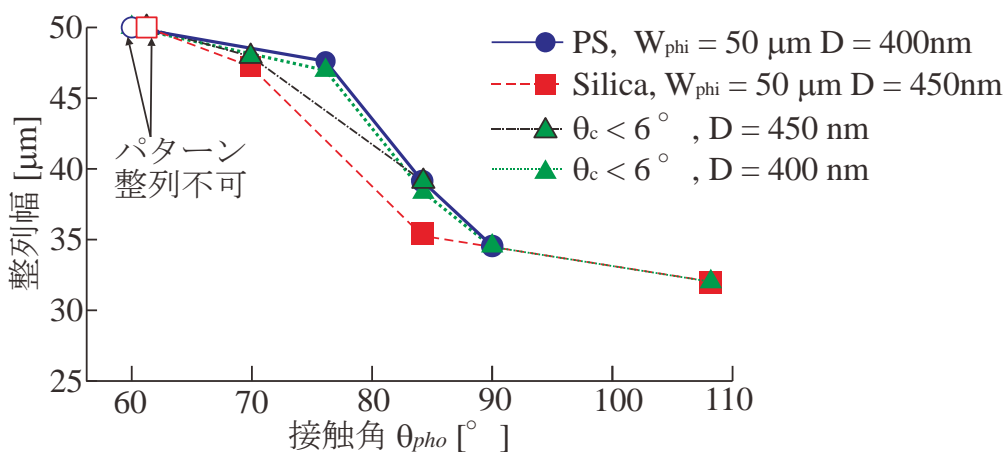 50
45
40
35
30
25
整列幅 [μm]
パターン
整列不可
PS, Wphi = 50 μm D = 400nm
Silica, Wphi = 50 μm D = 450nm
θc < 6° , D = 450 nm
θc < 6° , D = 400 nm
60 70 80 90 100 110
接触角 θpho [° ]